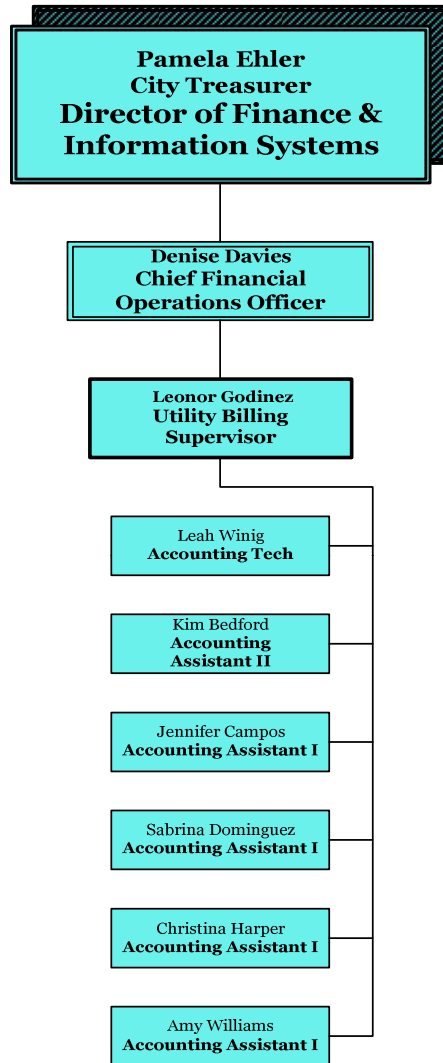 Pamela Ehler
City Treasurer
Director of Finance &
Information Systems
Denise Davies
Chief Financial
Operations Officer
Leonor Godinez
Utility Billing
Supervisor
Leah Winig
Accounting Tech
Kim Bedford
Accounting
Assistant II
Jennifer Campos
Accounting Assistant I
Sabrina Dominguez
Accounting Assistant I
Christina Harper
Accounting Assistant I
Amy Williams
Accounting Assistant I